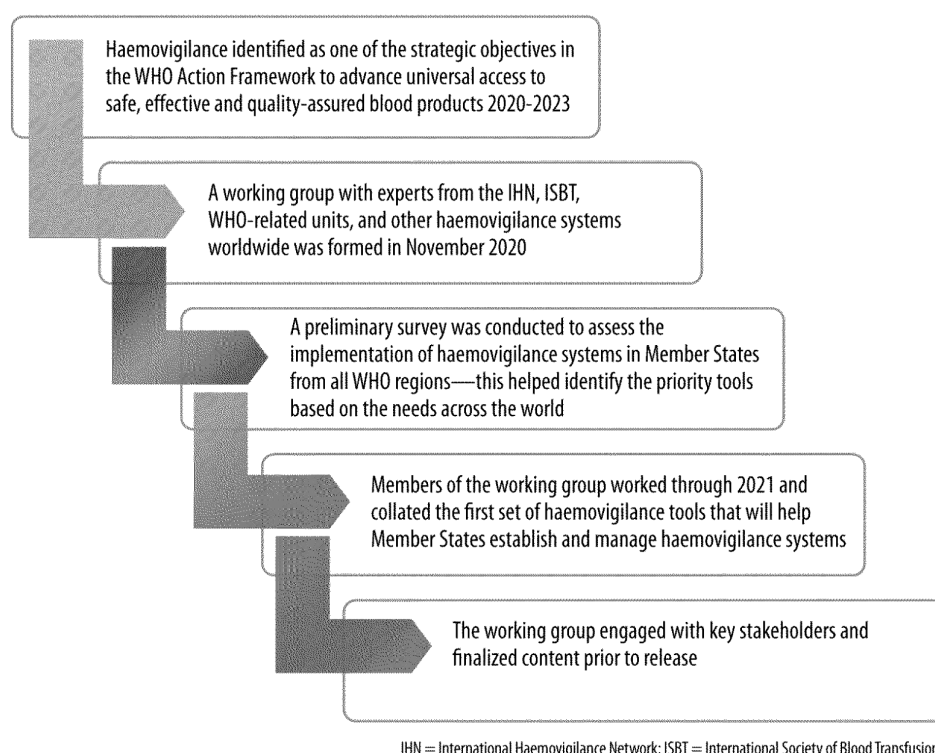 Haemovigilance identified as one of the strategic objectives in
the WHO Action Framework to advance universal access to
safe, effective and quality-assured blood products 2020-2023
A working group with experts from the IHN, ISBT,
WHO-related units, and other haemovigilance systems
worldwide was formed in November 2020
A preliminary survey was conducted to assess the
implementation of haemovigilance systems in Member States
from all WHO regions—this helped identify the priority tools
based on the needs across the world
Members of the working group worked through 2021 and
collated the first set of haemovigilance tools that will help
Member States establish and manage haemovigilance systems
The working group engaged with key stakeholders and
finalized content prior to release
IHN = International Haemovigilance Network; ISBT = International Society of Blood Transfusion